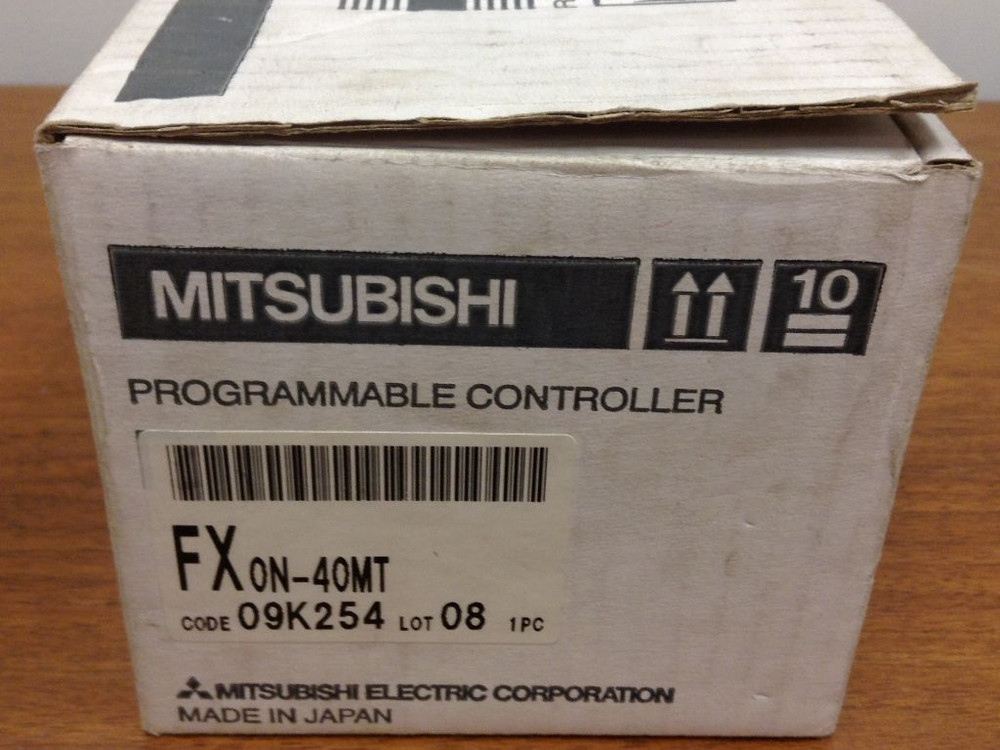 MITSUBISHI 10
PROGRAMMABLE CONTROLLER
FX0N-40MT
CODE 09K254 LOT 08 1PC
MITSUBISHI ELECTRIC CORPORATION
MADE IN JAPAN